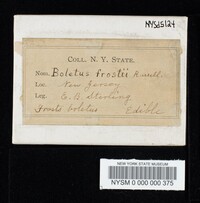 NYSf5124
COLL. N. Y. STATE.
NAME. Boletus frostii Russell
LOC. New Jersey
LEG. E. B. Sterling
Frost's boletus Edible
NEW YORK STATE MUSEUM
NYSM 0 000 000 375